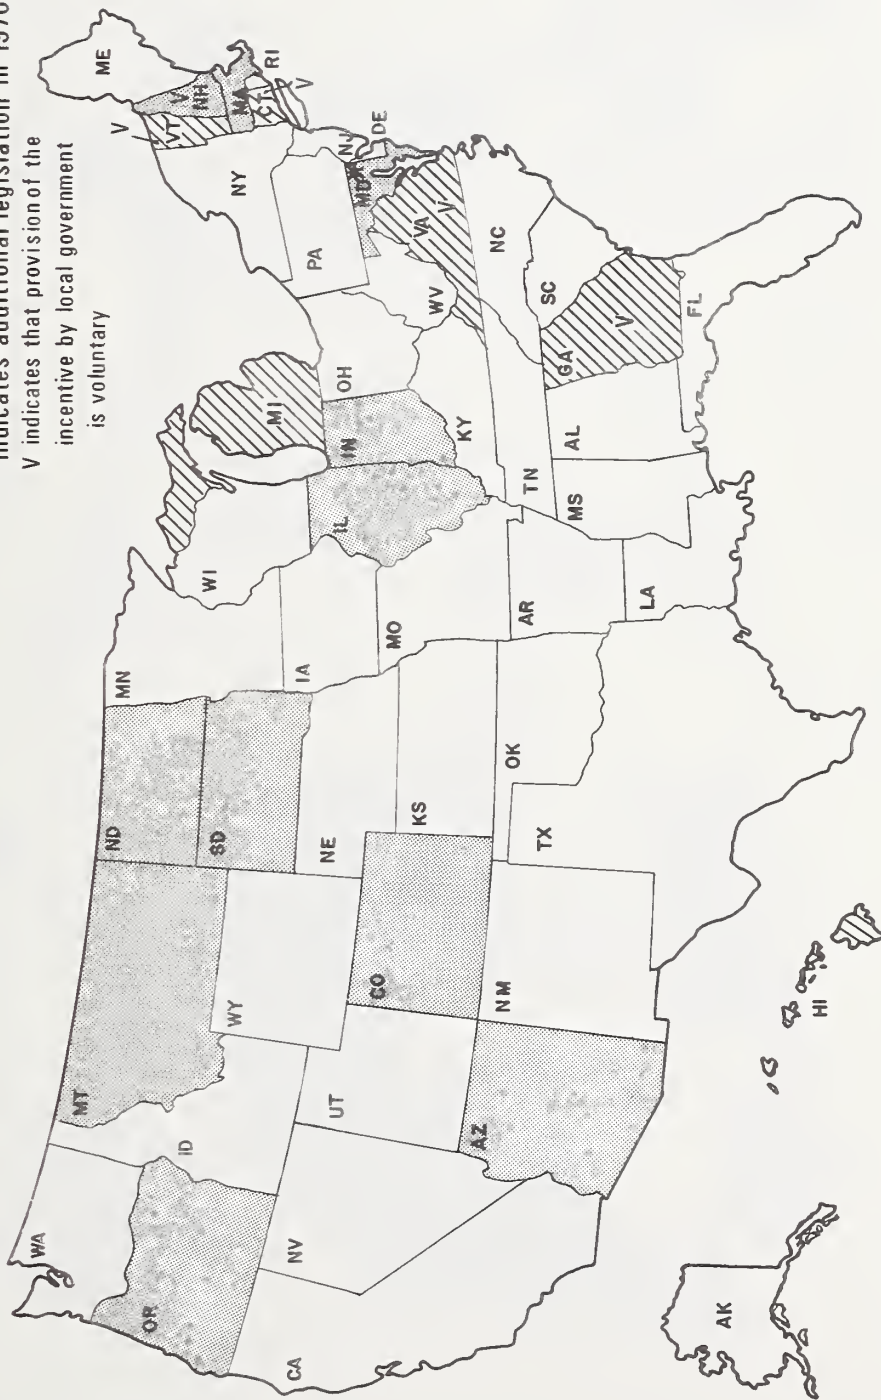 indicates additional legislation in
V indicates that provision of the
incentive by local government
is voluntary
WA
OR
CA
NV
ID
MT
WY
UT
AZ
CO
NM
ND
SD
NE
KS
OK
TX
MN
IA
MO
AR
LA
WI
IL
MI
IN
OH
KY
TN
MS
AL
GA
V
FL
SC
NC
VA
V
WV
PA
MD
DE
NJ
NY
V
VT
V
NH
ME
MA
RI
CT
V
AK
HI